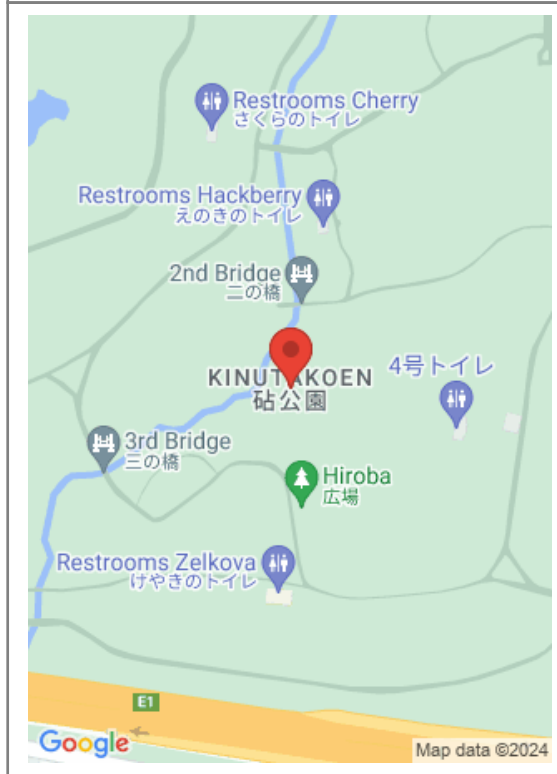 Restrooms Cherry
さくらのトイレ
Restrooms Hackberry
えのきのトイレ
2nd Bridge
二の橋
KINUTAKOEN
砧公園
4号トイレ
3rd Bridge
三の橋
Hiroba
広場
Restrooms Zelkova
けやきのトイレ
E1
Google
Map data ©2024